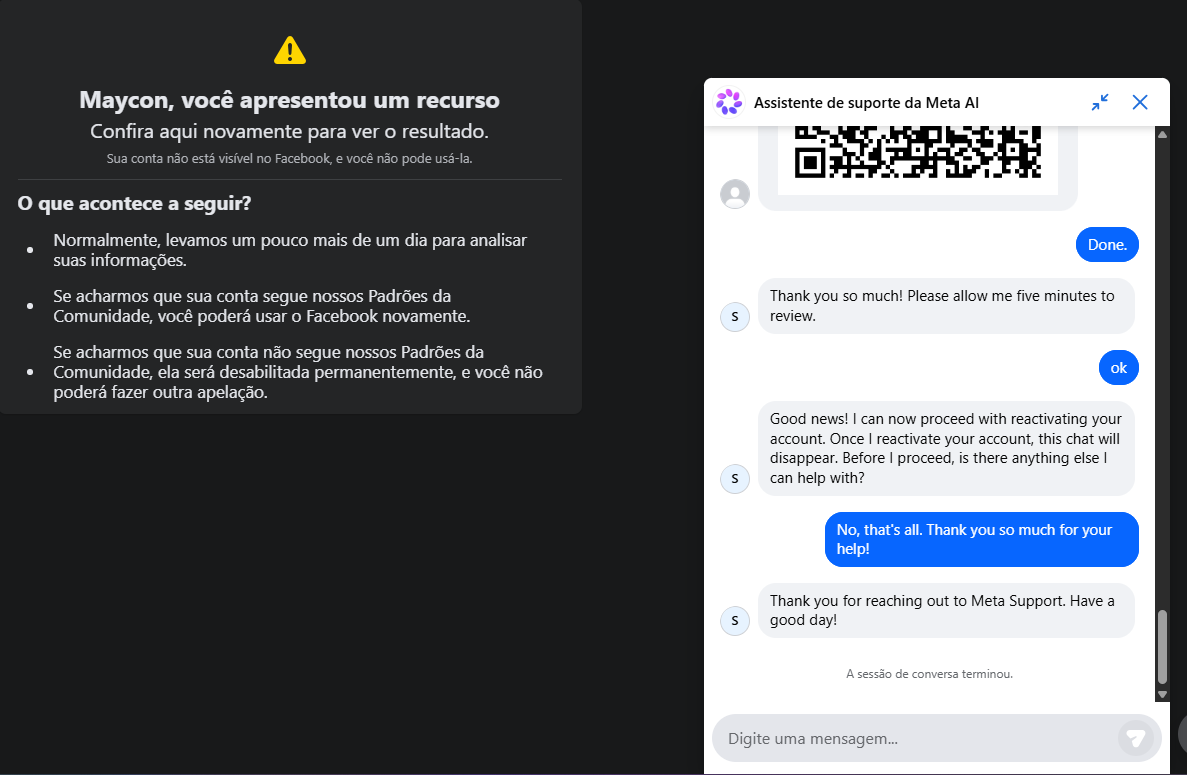 Maycon, você apresentou um recurso
Confira aqui novamente para ver o resultado.
Sua conta não está visível no Facebook, e você não pode usá-la.
O que acontece a seguir?
Normalmente, levamos um pouco mais de um dia para analisar
suas informações.
Se acharmos que sua conta segue nossos Padrões da
Comunidade, você poderá usar o Facebook novamente.
Se acharmos que sua conta não segue nossos Padrões da
Comunidade, ela será desabilitada permanentemente, e você não
poderá fazer outra apelação.
Assistente de suporte da Meta AI
Done.
Thank you so much! Please allow me five minutes to
review.
S
ok
Good news! I can now proceed with reactivating your
account. Once I reactivate your account, this chat will
disappear. Before I proceed, is there anything else I
can help with?
S
No, that's all. Thank you so much for your
help!
Thank you for reaching out to Meta Support. Have a
good day!
S
A sessão de conversa terminou.
Digite uma mensagem...